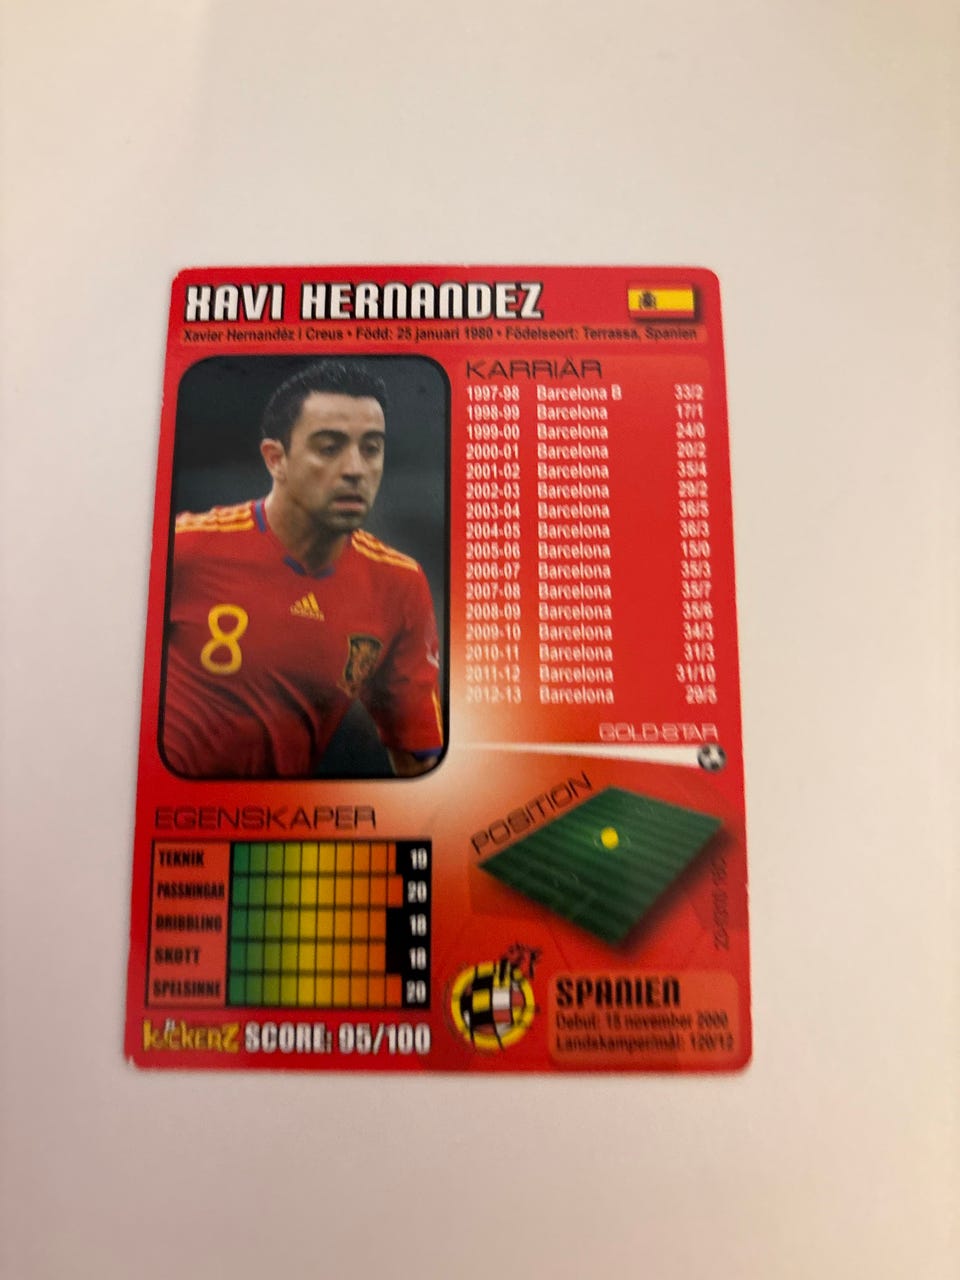 XAVI HERNANDEZ
Xavier Hernandéz i Creus • Född: 25 januari 1980 • Födelseort: Terrassa, Spanien
KARRIÄR
1997-98 Barcelona B 33/2
1998-99 Barcelona 17/1
1999-00 Barcelona 24/0
2000-01 Barcelona 20/2
2001-02 Barcelona 35/4
2002-03 Barcelona 29/2
2003-04 Barcelona 36/5
2004-05 Barcelona 36/3
2005-06 Barcelona 15/0
2006-07 Barcelona 35/3
2007-08 Barcelona 35/7
2008-09 Barcelona 35/6
2009-10 Barcelona 34/3
2010-11 Barcelona 31/3
2011-12 Barcelona 31/10
2012-13 Barcelona 29/5
8
GOLD-STAR
EGENSKAPER
TEKNIK 19
PASSNINGAR 20
DRIBBLING 18
SKOTT 18
SPELSINNE 20
KICKERZ SCORE: 95/100
POSITION
SPANIEN
Debut: 15 november 2000
Landskamper/mål: 120/12